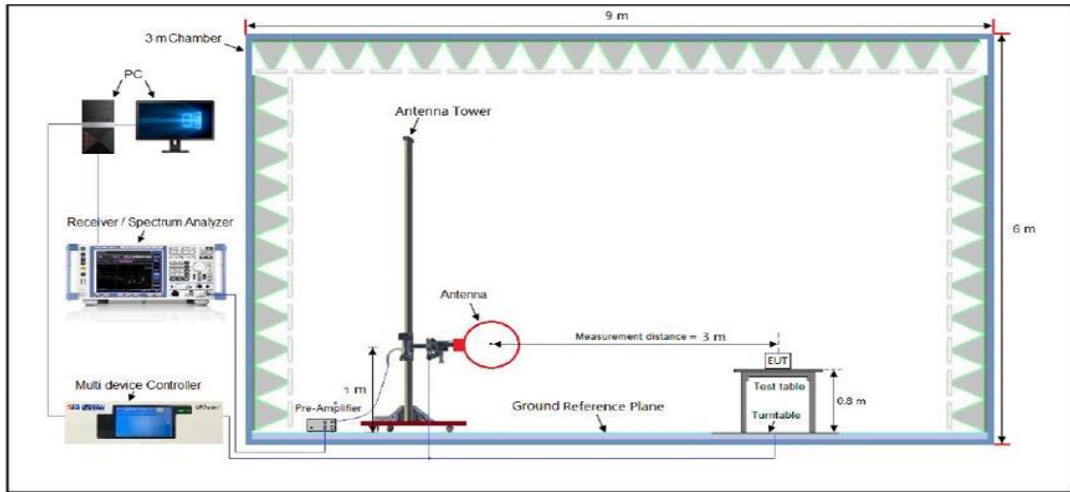 9 m
3 m Chamber
PC
Antenna Tower
Receiver / Spectrum Analyzer
6 m
Antenna
Measurement distance = 3 m
EUT
Multi device Controller
1 m
Test table
0.8 m
Pre-Amplifier
Ground Reference Plane
Turntable